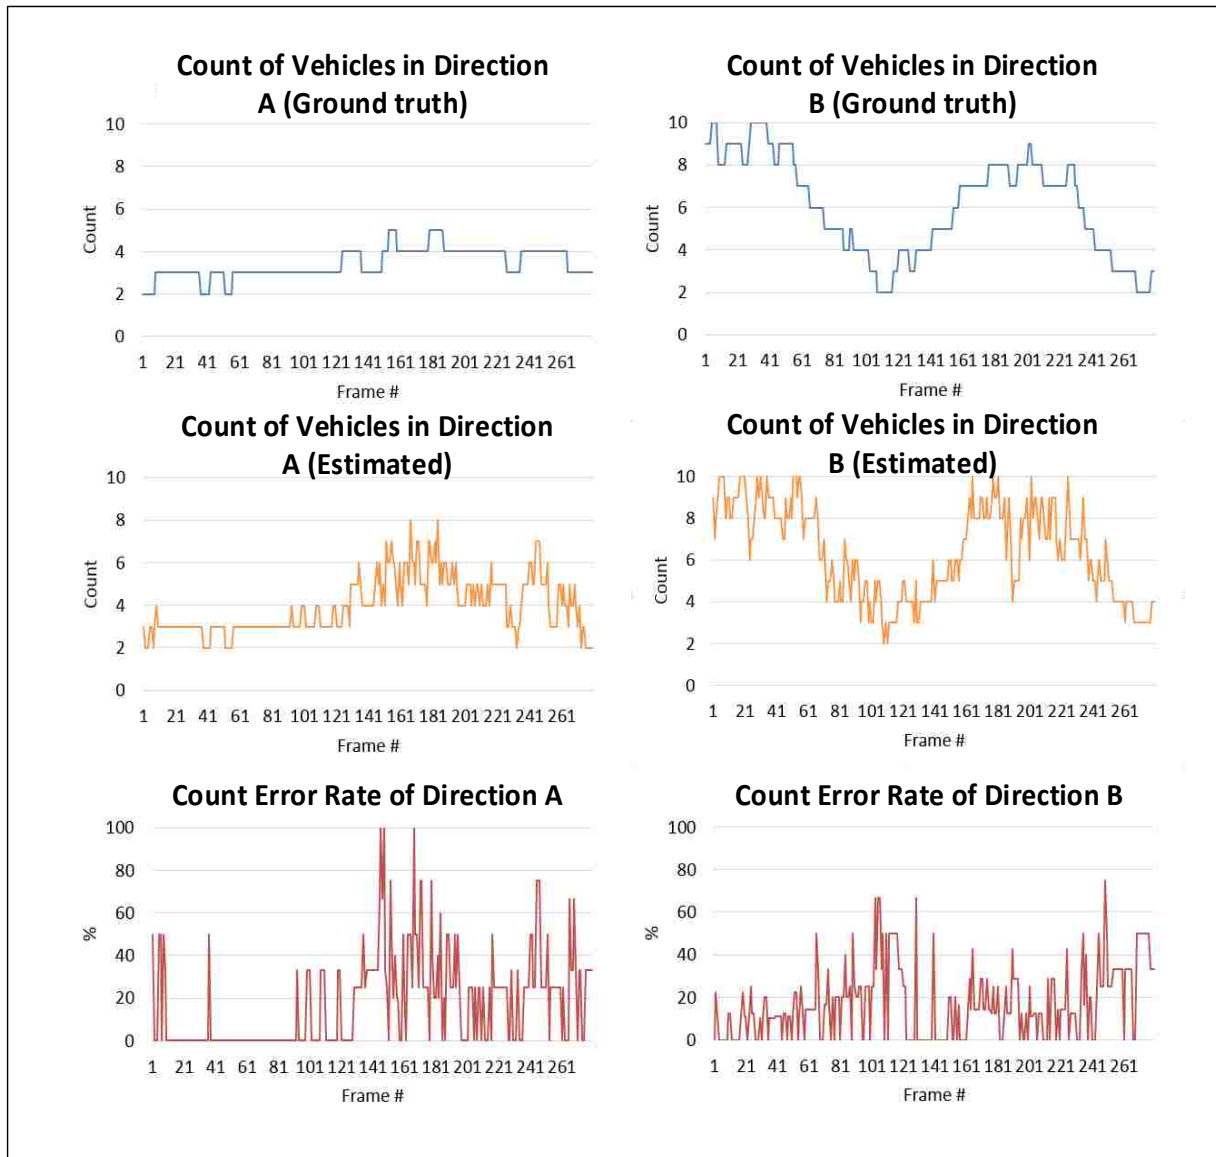 Count of Vehicles in Direction
A (Ground truth)
10
8
6
4
2
0
Count
1 21 41 61 81 101 121 141 161 181 201 221 241 261
Frame #
Count of Vehicles in Direction
B (Ground truth)
10
8
6
4
2
0
Count
1 21 41 61 81 101 121 141 161 181 201 221 241 261
Frame #
Count of Vehicles in Direction
A (Estimated)
10
8
6
4
2
0
Count
1 21 41 61 81 101 121 141 161 181 201 221 241 261
Frame #
Count of Vehicles in Direction
B (Estimated)
10
8
6
4
2
0
Count
1 21 41 61 81 101 121 141 161 181 201 221 241 261
Frame #
Count Error Rate of Direction A
100
80
60
40
20
0
%
1 21 41 61 81 101 121 141 161 181 201 221 241 261
Frame #
Count Error Rate of Direction B
100
80
60
40
20
0
%
1 21 41 61 81 101 121 141 161 181 201 221 241 261
Frame #